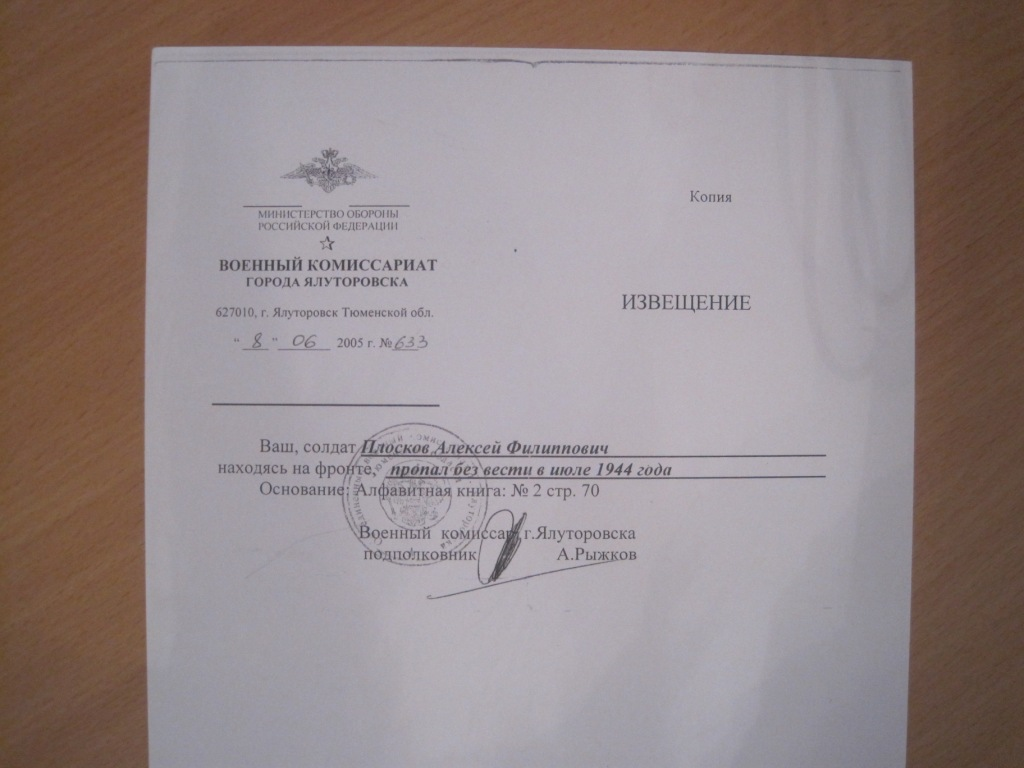 Копия
МИНИСТЕРСТВО ОБОРОНЫ
РОССИЙСКОЙ ФЕДЕРАЦИИ
ВОЕННЫЙ КОМИССАРИАТ
ГОРОДА ЯЛУТОРОВСКА
627010, г. Ялуторовск Тюменской обл.
“ 8 ” 06 2005 г. № 633
ИЗВЕЩЕНИЕ
Ваш, солдат Плосков Алексей Филиппович
находясь на фронте, пропал без вести в июле 1944 года
Основание: Алфавитная книга: № 2 стр. 70
Военный комиссар г.Ялуторовска
подполковник А.Рыжков